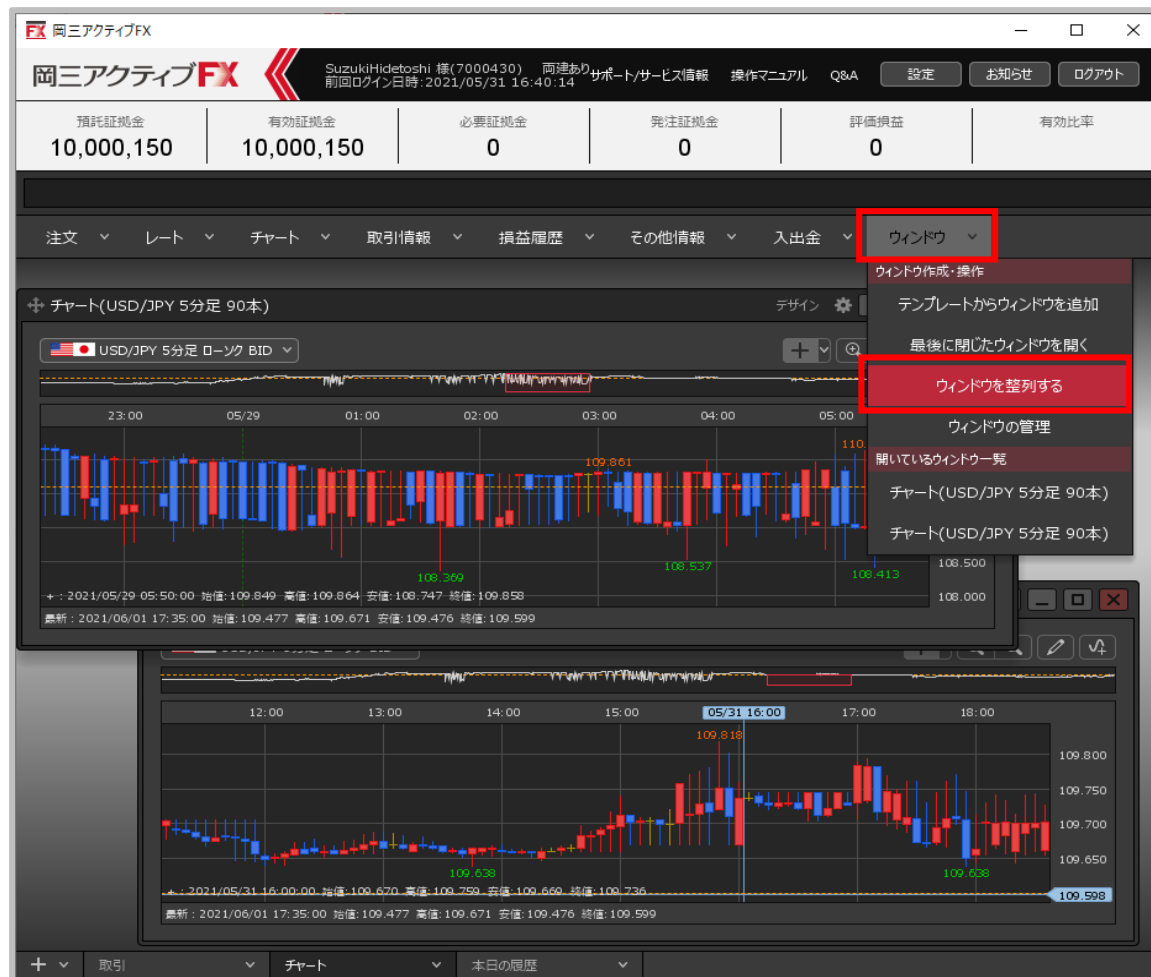 FX 岡三アクティブFX
岡三アクティブFX
SuzukiHidetoshi 様(7000430) 両建あり
前回ログイン日時:2021/05/31 16:40:14
サポート/サービス情報 操作マニュアル Q&A 設定 お知らせ ログアウト
預託証拠金 有効証拠金 必要証拠金 発注証拠金 評価損益 有効比率
10,000,150 10,000,150 0 0 0
注文 レート チャート 取引情報 損益履歴 その他情報 入出金 ウィンドウ
ウィンドウ作成・操作
テンプレートからウィンドウを追加
最後に閉じたウィンドウを開く
ウィンドウを整列する
ウィンドウの管理
開いているウィンドウ一覧
チャート(USD/JPY 5分足 90本)
チャート(USD/JPY 5分足 90本)
チャート(USD/JPY 5分足 90本) デザイン
USD/JPY 5分足 ローソク BID
23:00 05/29 01:00 02:00 03:00 04:00 05:00
110.
109.861
108.369 108.537 108.413
108.500
108.000
+ : 2021/05/29 05:50:00 始値:109.849 高値:109.864 安値:108.747 終値:109.858
最新 : 2021/06/01 17:35:00 始値:109.477 高値:109.671 安値:109.476 終値:109.599
12:00 13:00 14:00 15:00 05/31 16:00 17:00 18:00
109.818
109.800
109.750
109.700
109.650
109.638 109.638
109.598
+ : 2021/05/31 16:00:00 始値:109.670 高値:109.759 安値:109.669 終値:109.736
最新 : 2021/06/01 17:35:00 始値:109.477 高値:109.671 安値:109.476 終値:109.599
取引 チャート 本日の履歴